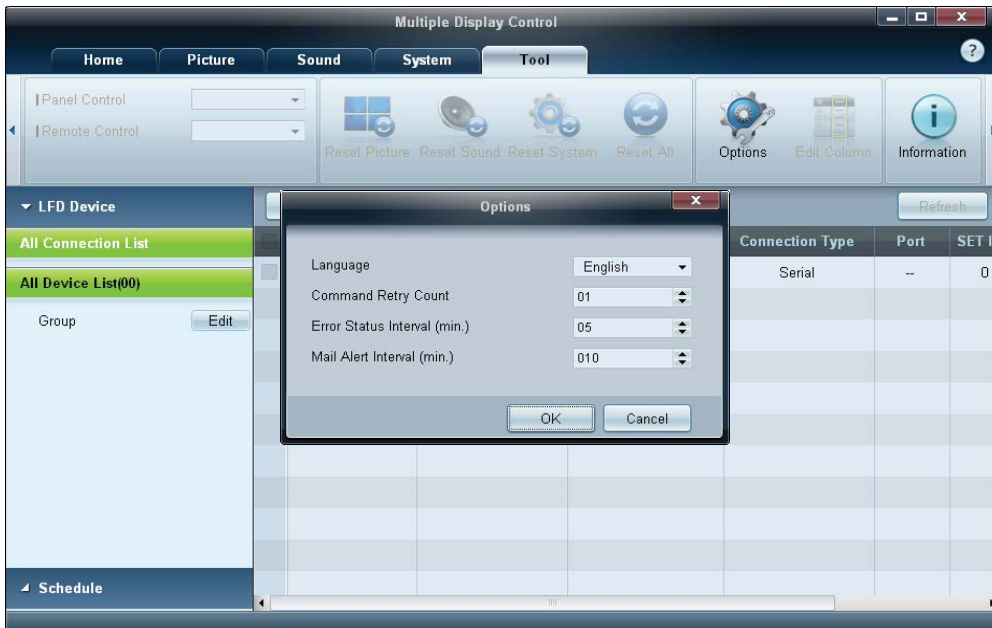 Multiple Display Control
Home Picture Sound System Tool
Panel Control
Remote Control
Reset Picture Reset Sound Reset System Reset All Options Edit Column Information
LFD Device
Refresh
All Connection List
All Device List(00)
Group Edit
Schedule
Connection Type Port SET I
Serial -- 0
Options
Language English
Command Retry Count 01
Error Status Interval (min.) 05
Mail Alert Interval (min.) 010
OK Cancel